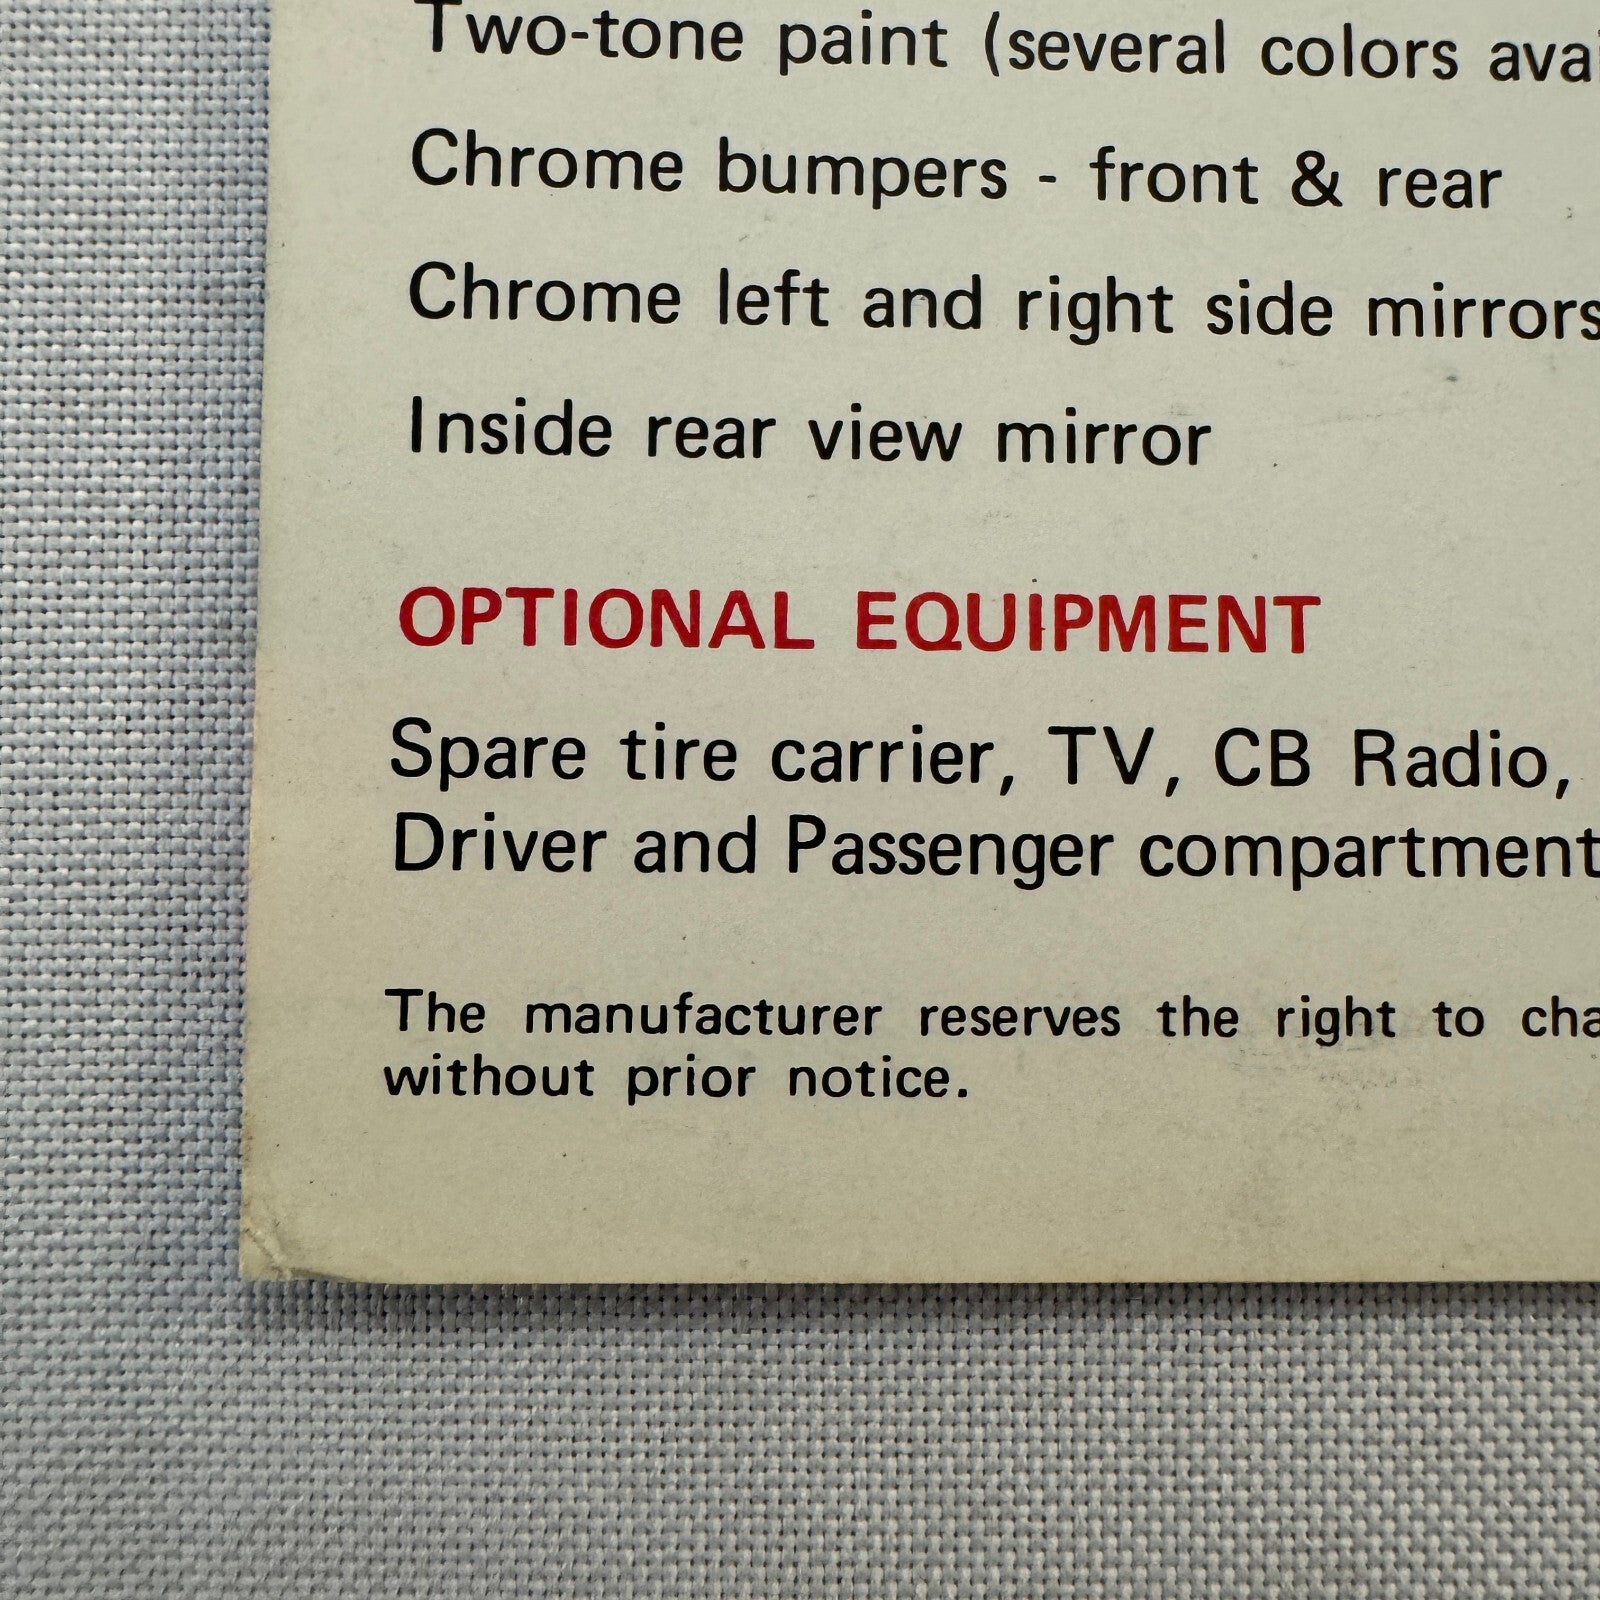 Two-tone paint (several colors
Chrome bumpers - front & rear
Chrome left and right side mirrors
Inside rear view mirror
OPTIONAL EQUIPMENT
Spare tire carrier, TV, CB Radio,
Driver and Passenger compartment
The manufacturer reserves the right to
without prior notice.